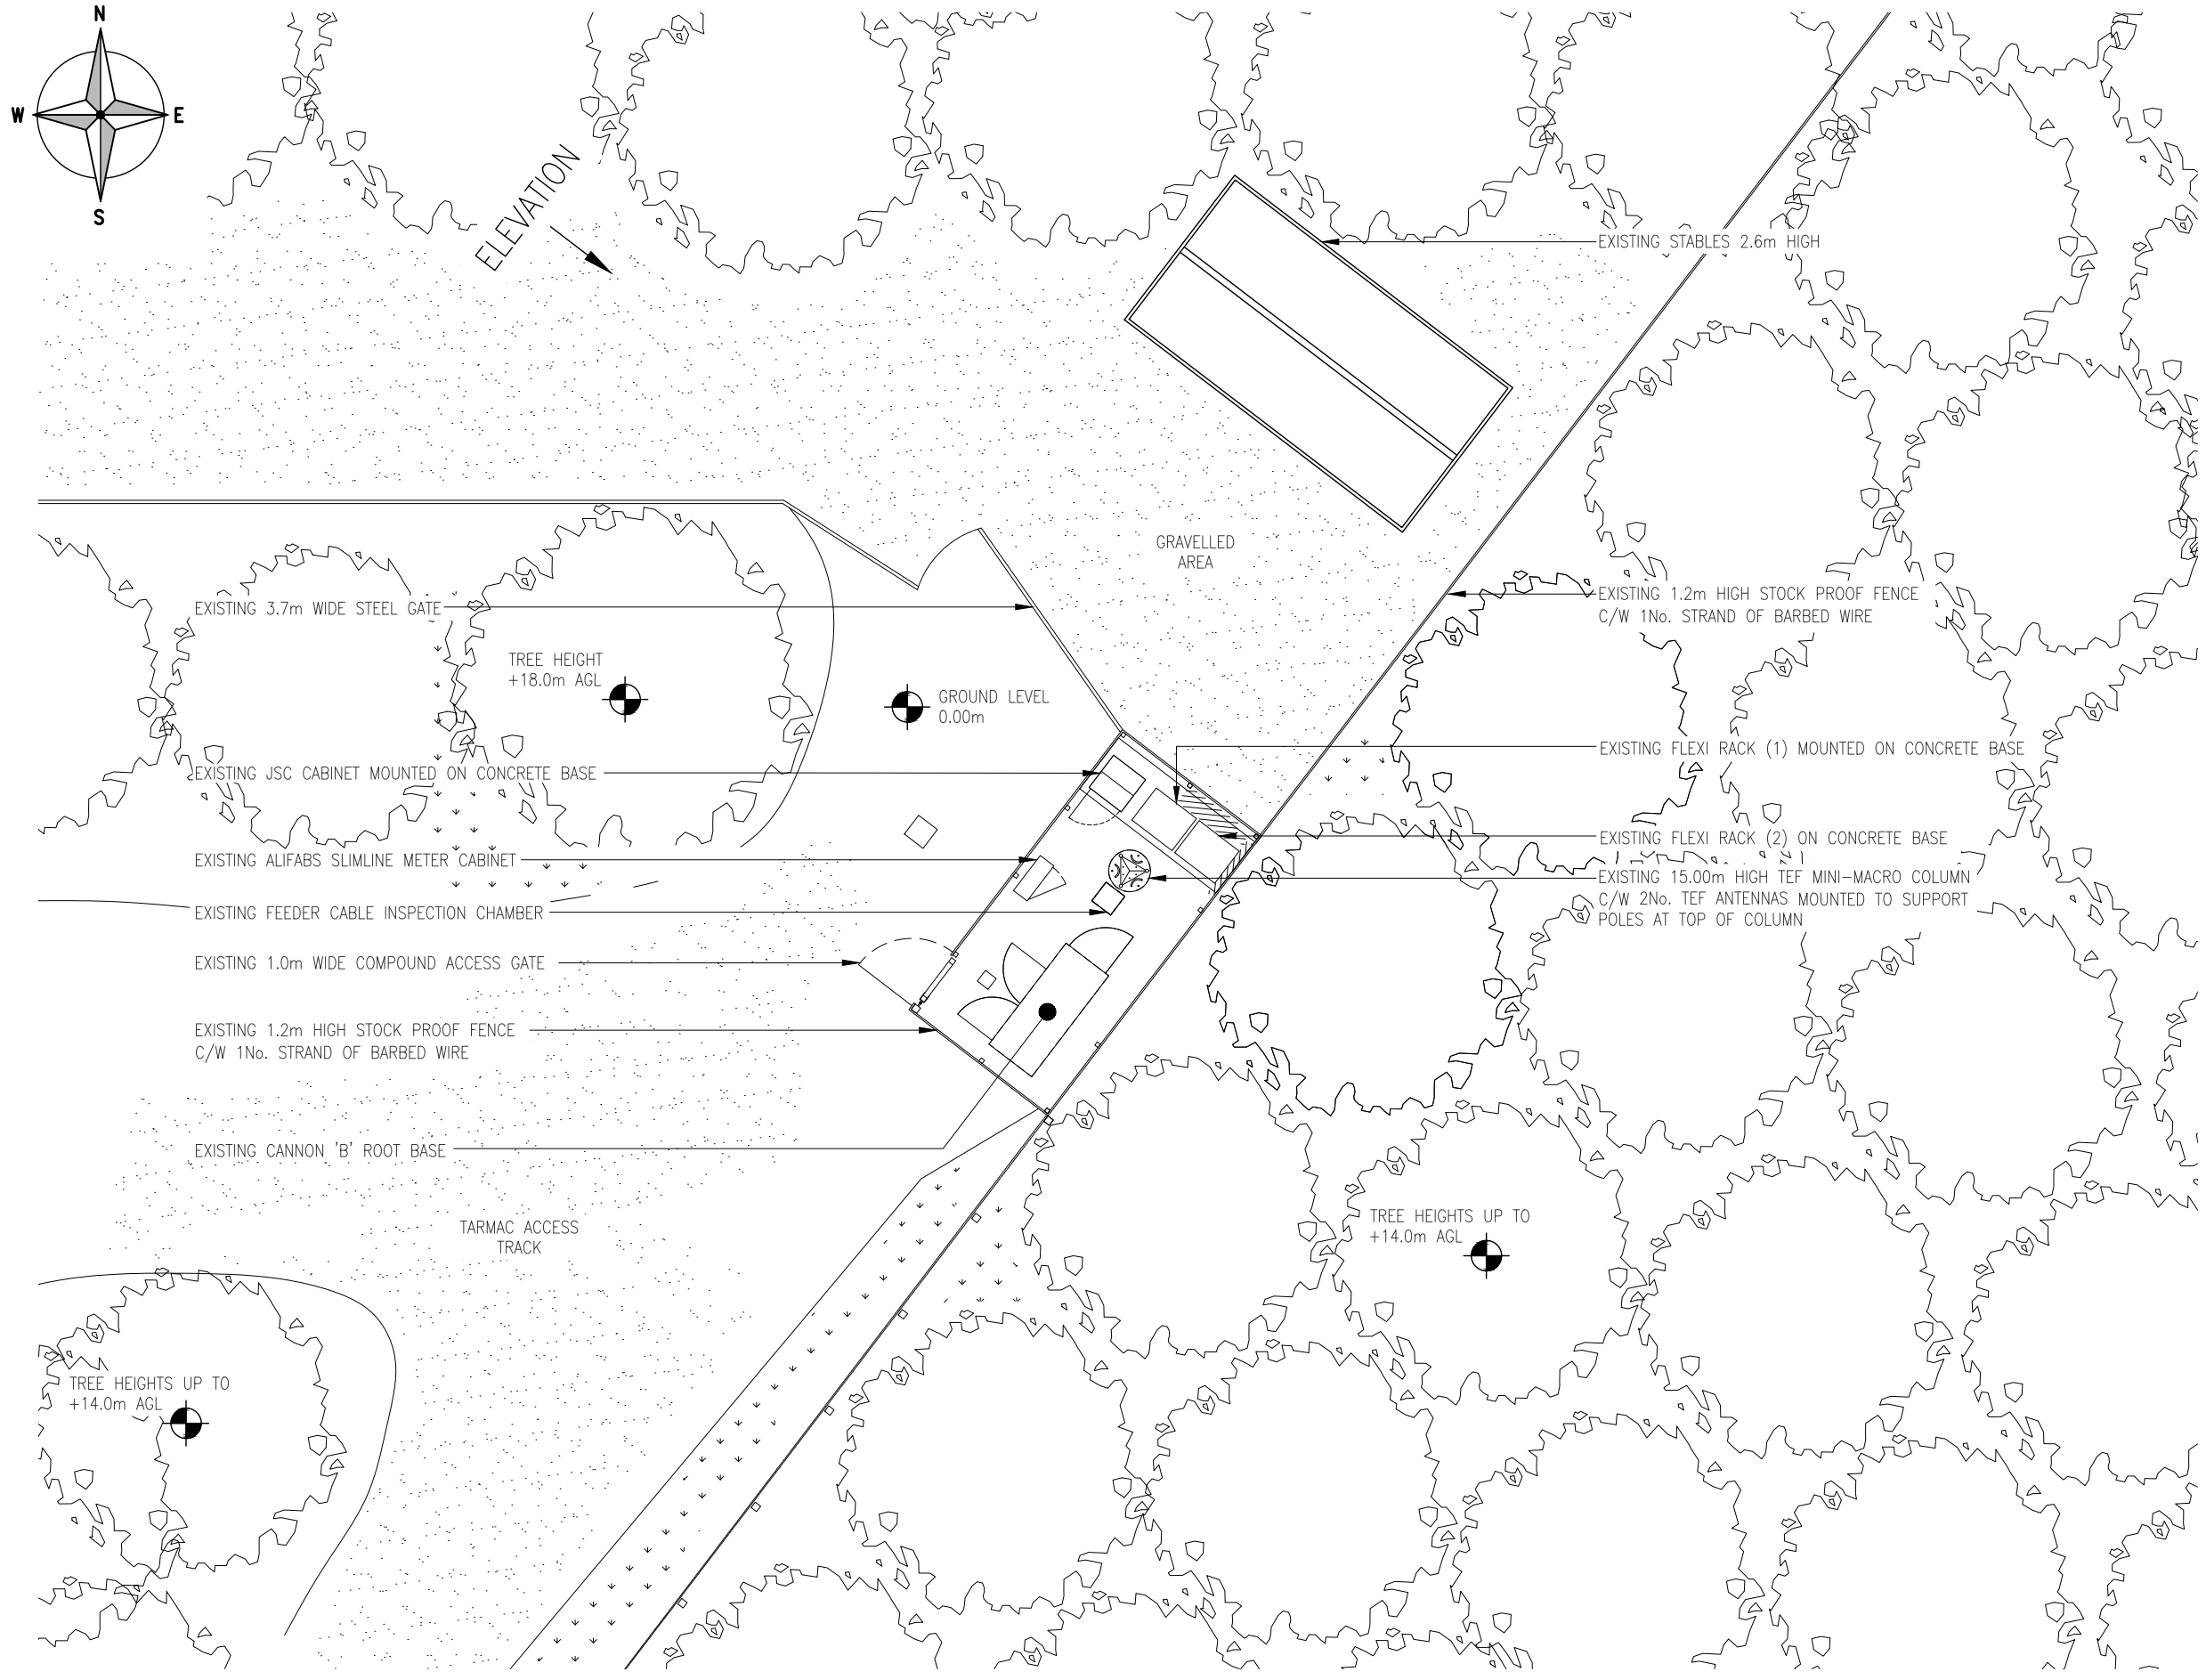 N
W
E
S
ELEVATION
EXISTING STABLES 2.6m HIGH
GRAVELLED
AREA
EXISTING 3.7m WIDE STEEL GATE
EXISTING 1.2m HIGH STOCK PROOF FENCE
C/W 1No. STRAND OF BARBED WIRE
TREE HEIGHT
+18.0m AGL
GROUND LEVEL
0.00m
EXISTING FLEXI RACK (1) MOUNTED ON CONCRETE BASE
EXISTING JSC CABINET MOUNTED ON CONCRETE BASE
EXISTING FLEXI RACK (2) ON CONCRETE BASE
EXISTING ALIFABS SLIMLINE METER CABINET
EXISTING 15.00m HIGH TEF MINI-MACRO COLUMN
C/W 2No. TEF ANTENNAS MOUNTED TO SUPPORT
POLES AT TOP OF COLUMN
EXISTING FEEDER CABLE INSPECTION CHAMBER
EXISTING 1.0m WIDE COMPOUND ACCESS GATE
EXISTING 1.2m HIGH STOCK PROOF FENCE
C/W 1No. STRAND OF BARBED WIRE
EXISTING CANNON 'B' ROOT BASE
TARMAC ACCESS
TRACK
TREE HEIGHTS UP TO
+14.0m AGL
TREE HEIGHTS UP TO
+14.0m AGL